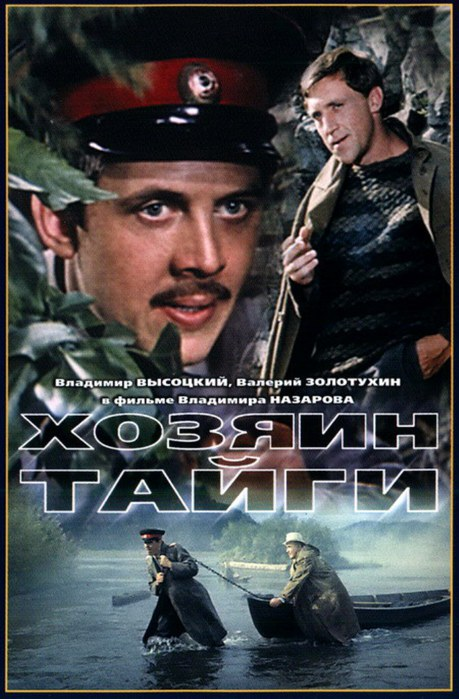 Владимир ВЫСОЦКИЙ, Валерий ЗОЛОТУХИН
в фильме Владимира НАЗАРОВА
ХОЗЯИН
ТАЙГИ